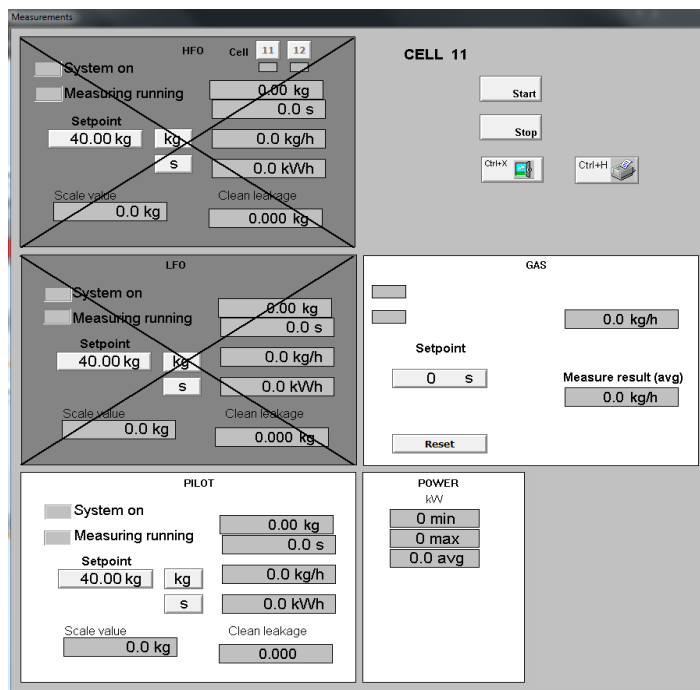 Measurements
HFO Cell 11 12
System on
Measuring running
0.00 kg
0.0 s
Setpoint
40.00 kg kg 0.0 kg/h
s 0.0 kWh
Scale value Clean leakage
0.0 kg 0.000 kg
CELL 11
Start
Stop
Ctrl+X Ctrl+H
LFO
System on
Measuring running
0.00 kg
0.0 s
Setpoint
40.00 kg kg 0.0 kg/h
s 0.0 kWh
Scale value Clean leakage
0.0 kg 0.000 kg
GAS
0.0 kg/h
Setpoint
0 s
Measure result (avg)
0.0 kg/h
Reset
PILOT
System on
Measuring running
0.00 kg
0.0 s
Setpoint
40.00 kg kg 0.0 kg/h
s 0.0 kWh
Scale value Clean leakage
0.0 kg 0.000
POWER
kW
0 min
0 max
0.0 avg